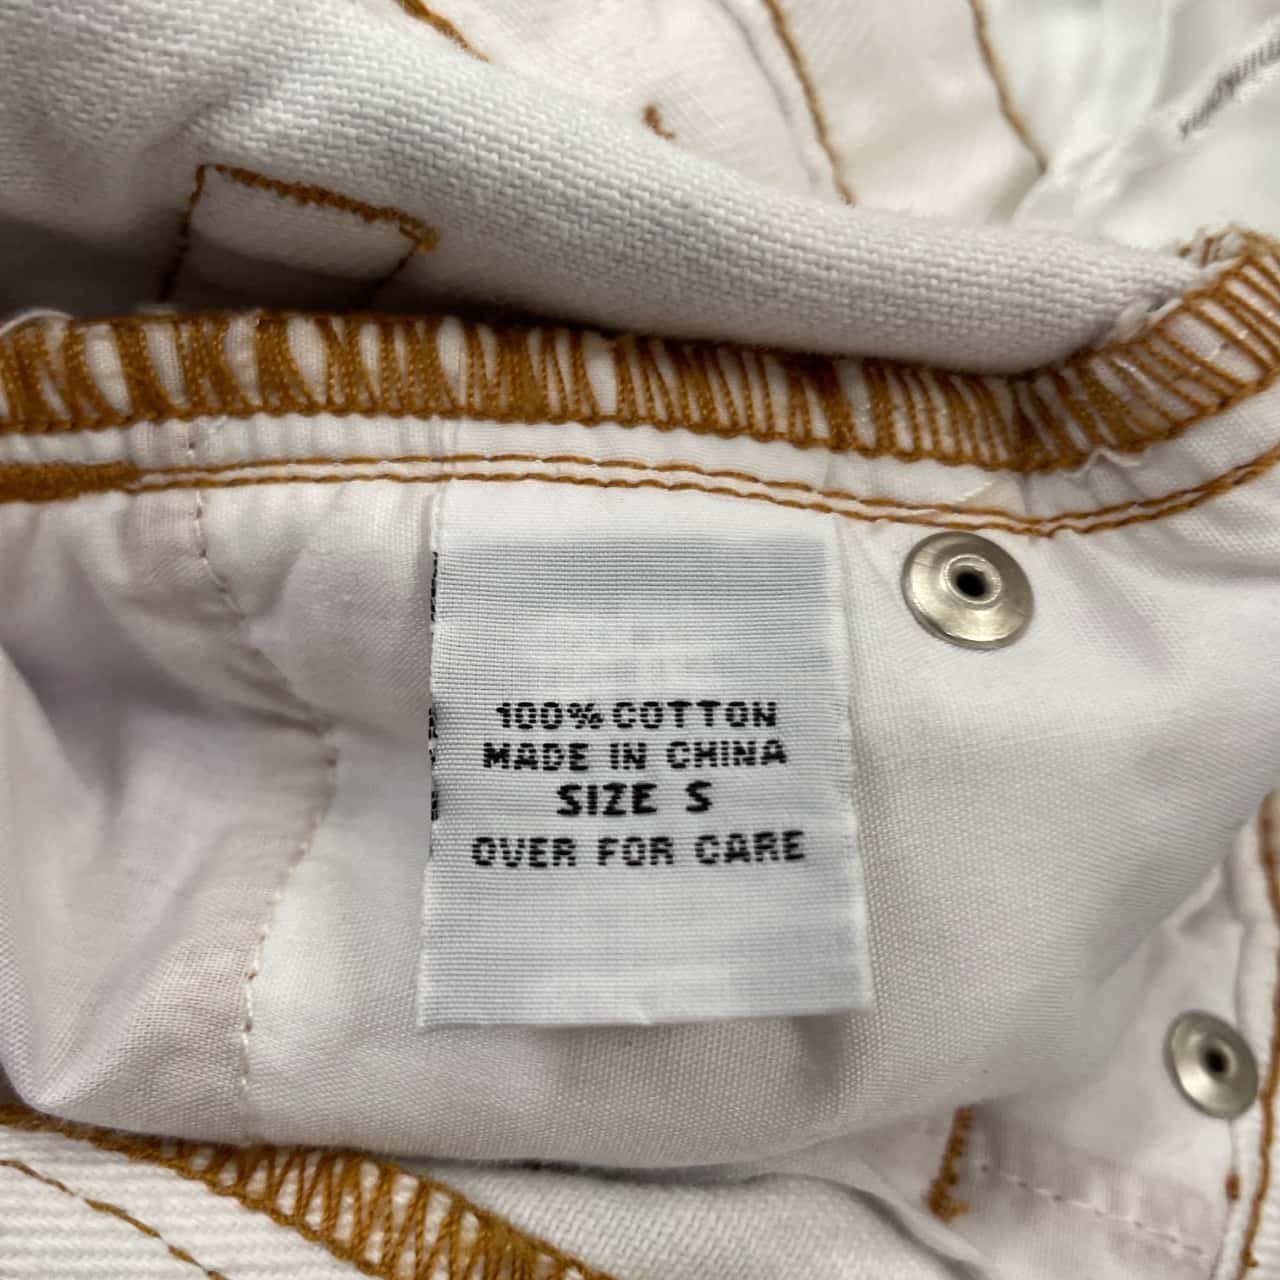 100% COTTON
MADE IN CHINA
SIZE S
OVER FOR CARE